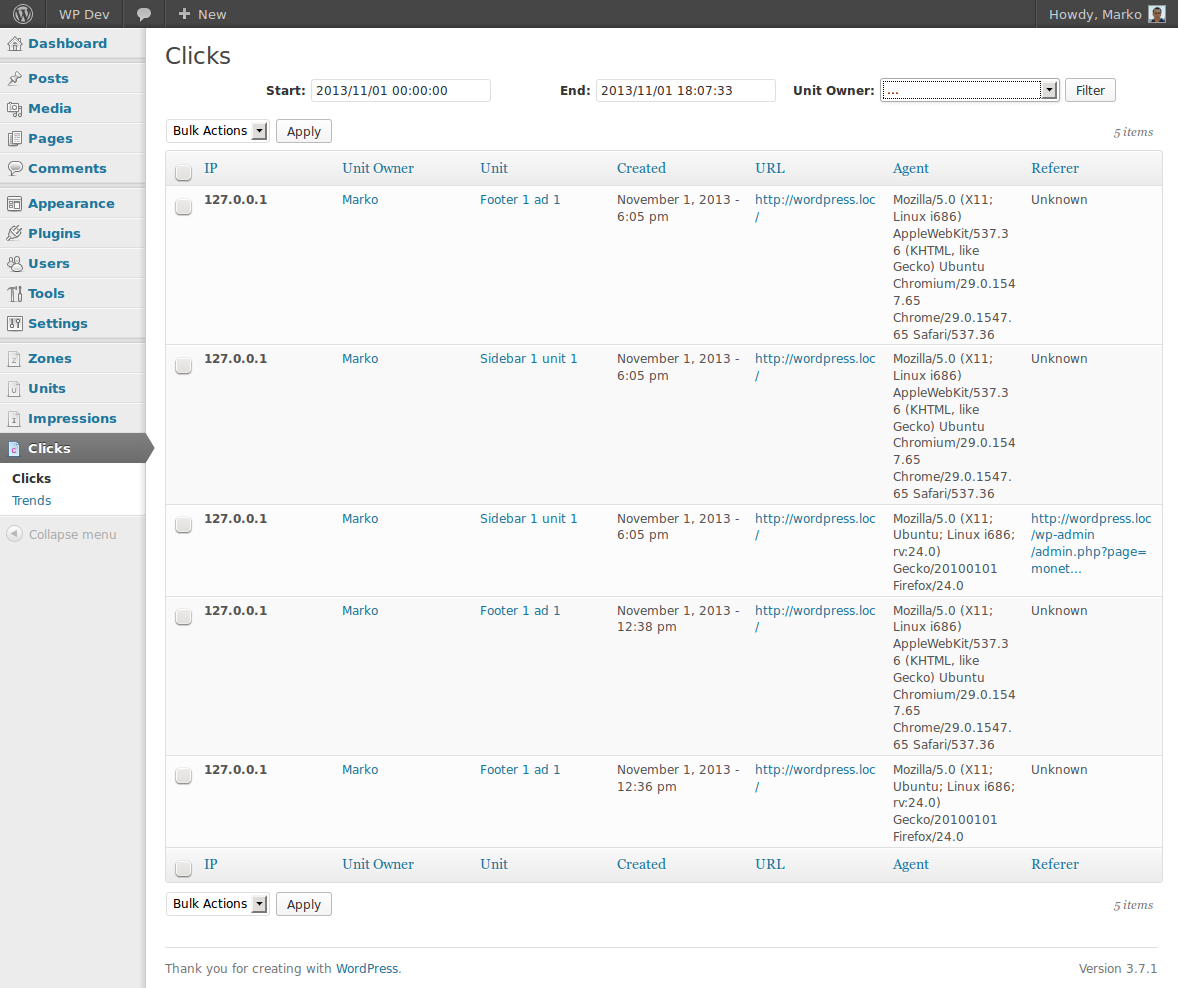 WP Dev
New
Howdy, Marko
Dashboard
Posts
Media
Pages
Comments
Appearance
Plugins
Users
Tools
Settings
Zones
Units
Impressions
Clicks
Clicks
Trends
Collapse menu
Clicks
Start: 2013/11/01 00:00:00 End: 2013/11/01 18:07:33 Unit Owner: ... Filter
Bulk Actions Apply 5 items
IP Unit Owner Unit Created URL Agent Referer
127.0.0.1 Marko Footer 1 ad 1 November 1, 2013 - http://wordpress.loc Mozilla/5.0 (X11; Unknown
6:05 pm / Linux i686)
AppleWebKit/537.3
6 (KHTML, like
Gecko) Ubuntu
Chromium/29.0.154
7.65
Chrome/29.0.1547.
65 Safari/537.36
127.0.0.1 Marko Sidebar 1 unit 1 November 1, 2013 - http://wordpress.loc Mozilla/5.0 (X11; Unknown
6:05 pm / Linux i686)
AppleWebKit/537.3
6 (KHTML, like
Gecko) Ubuntu
Chromium/29.0.154
7.65
Chrome/29.0.1547.
65 Safari/537.36
127.0.0.1 Marko Sidebar 1 unit 1 November 1, 2013 - http://wordpress.loc Mozilla/5.0 (X11; http://wordpress.loc
6:05 pm / Ubuntu; Linux i686; /wp-admin
rv:24.0) /admin.php?page=
Gecko/20100101 monet...
Firefox/24.0
127.0.0.1 Marko Footer 1 ad 1 November 1, 2013 - http://wordpress.loc Mozilla/5.0 (X11; Unknown
12:38 pm / Linux i686)
AppleWebKit/537.3
6 (KHTML, like
Gecko) Ubuntu
Chromium/29.0.154
7.65
Chrome/29.0.1547.
65 Safari/537.36
127.0.0.1 Marko Footer 1 ad 1 November 1, 2013 - http://wordpress.loc Mozilla/5.0 (X11; Unknown
12:36 pm / Ubuntu; Linux i686;
rv:24.0)
Gecko/20100101
Firefox/24.0
IP Unit Owner Unit Created URL Agent Referer
Bulk Actions Apply 5 items
Thank you for creating with WordPress. Version 3.7.1